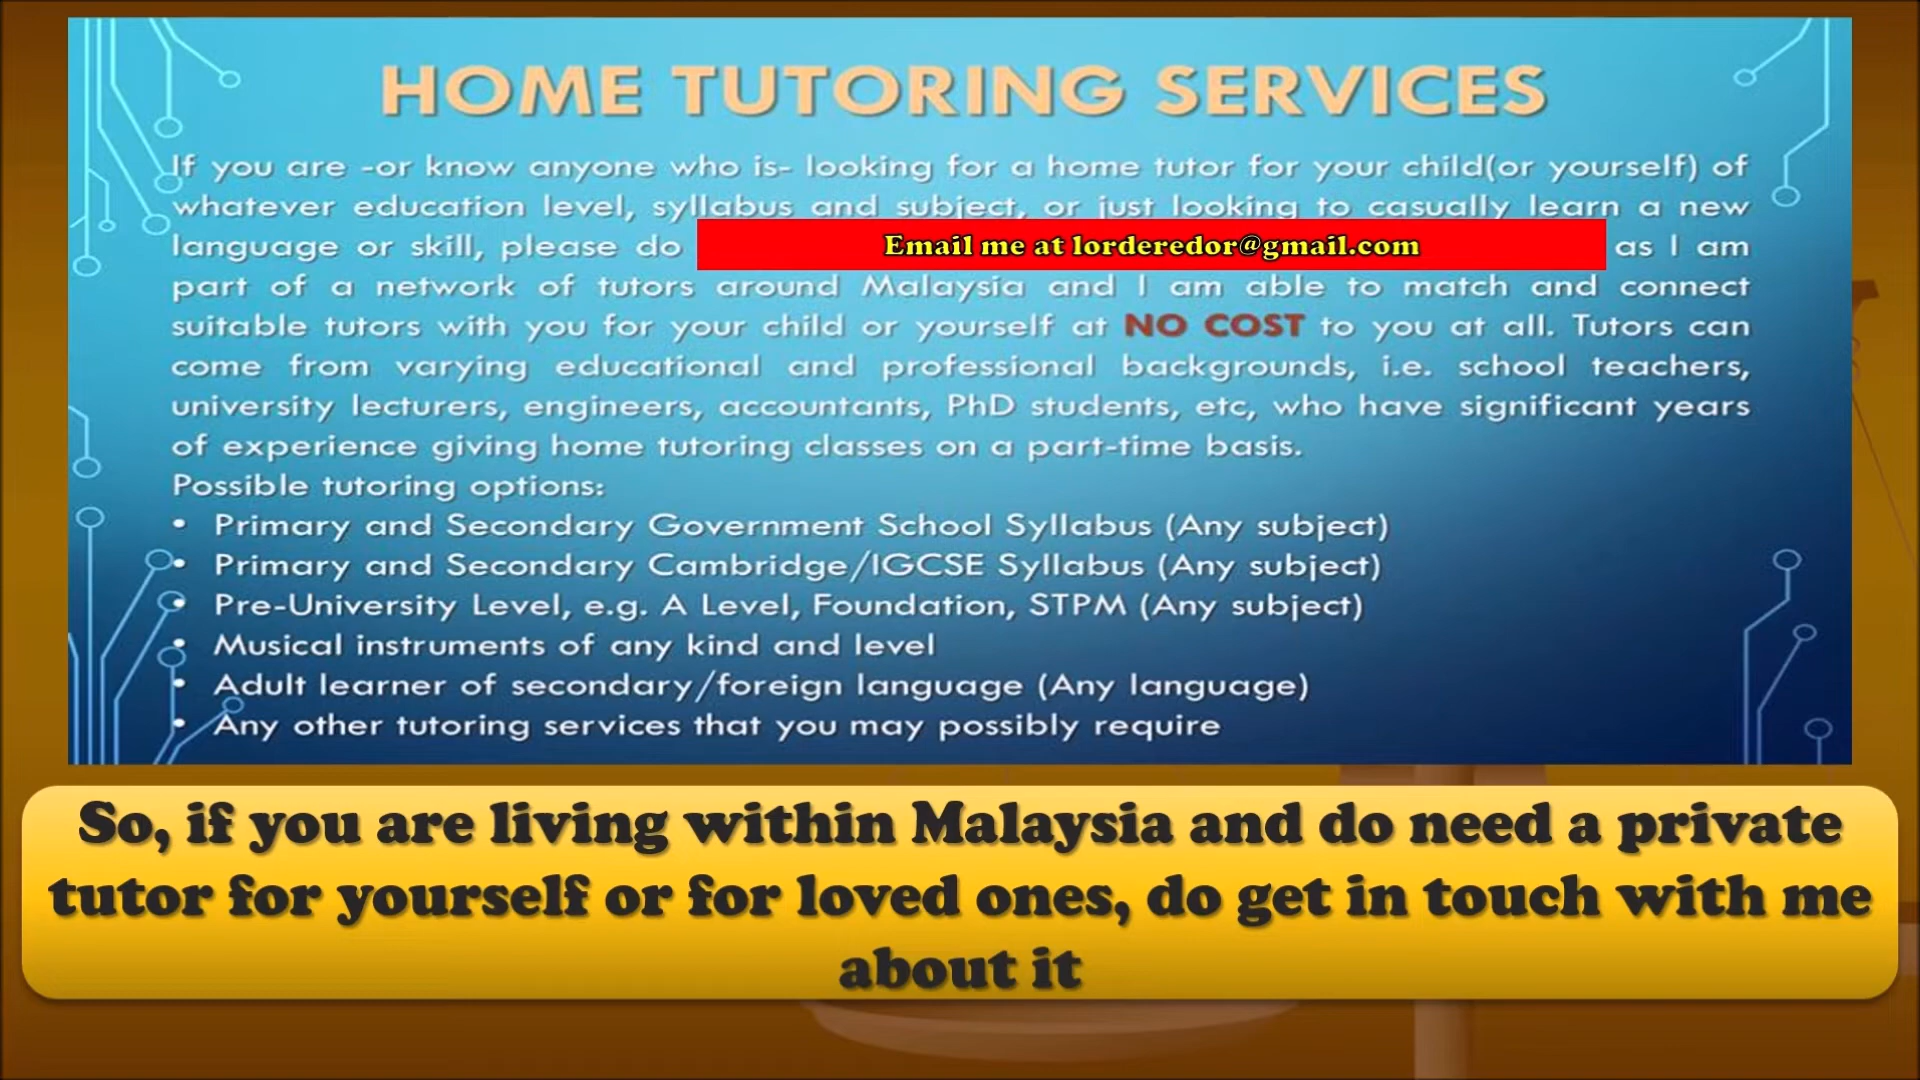 HOME TUTORING SERVICES
If you are -or know anyone who is- looking for a home tutor for your child(or yourself) of
whatever education level, syllabus and subject, or just looking to casually learn a new
language or skill, please do Email me at lorderedor@gmail.com as I am
part of a network of tutors around Malaysia and I am able to match and connect
suitable tutors with you for your child or yourself at NO COST to you at all. Tutors can
come from varying educational and professional backgrounds, i.e. school teachers,
university lecturers, engineers, accountants, PhD students, etc, who have significant years
of experience giving home tutoring classes on a part-time basis.
Possible tutoring options:
• Primary and Secondary Government School Syllabus (Any subject)
• Primary and Secondary Cambridge/IGCSE Syllabus (Any subject)
• Pre-University Level, e.g. A Level, Foundation, STPM (Any subject)
• Musical instruments of any kind and level
• Adult learner of secondary/foreign language (Any language)
• Any other tutoring services that you may possibly require
So, if you are living within Malaysia and do need a private
tutor for yourself or for loved ones, do get in touch with me
about it